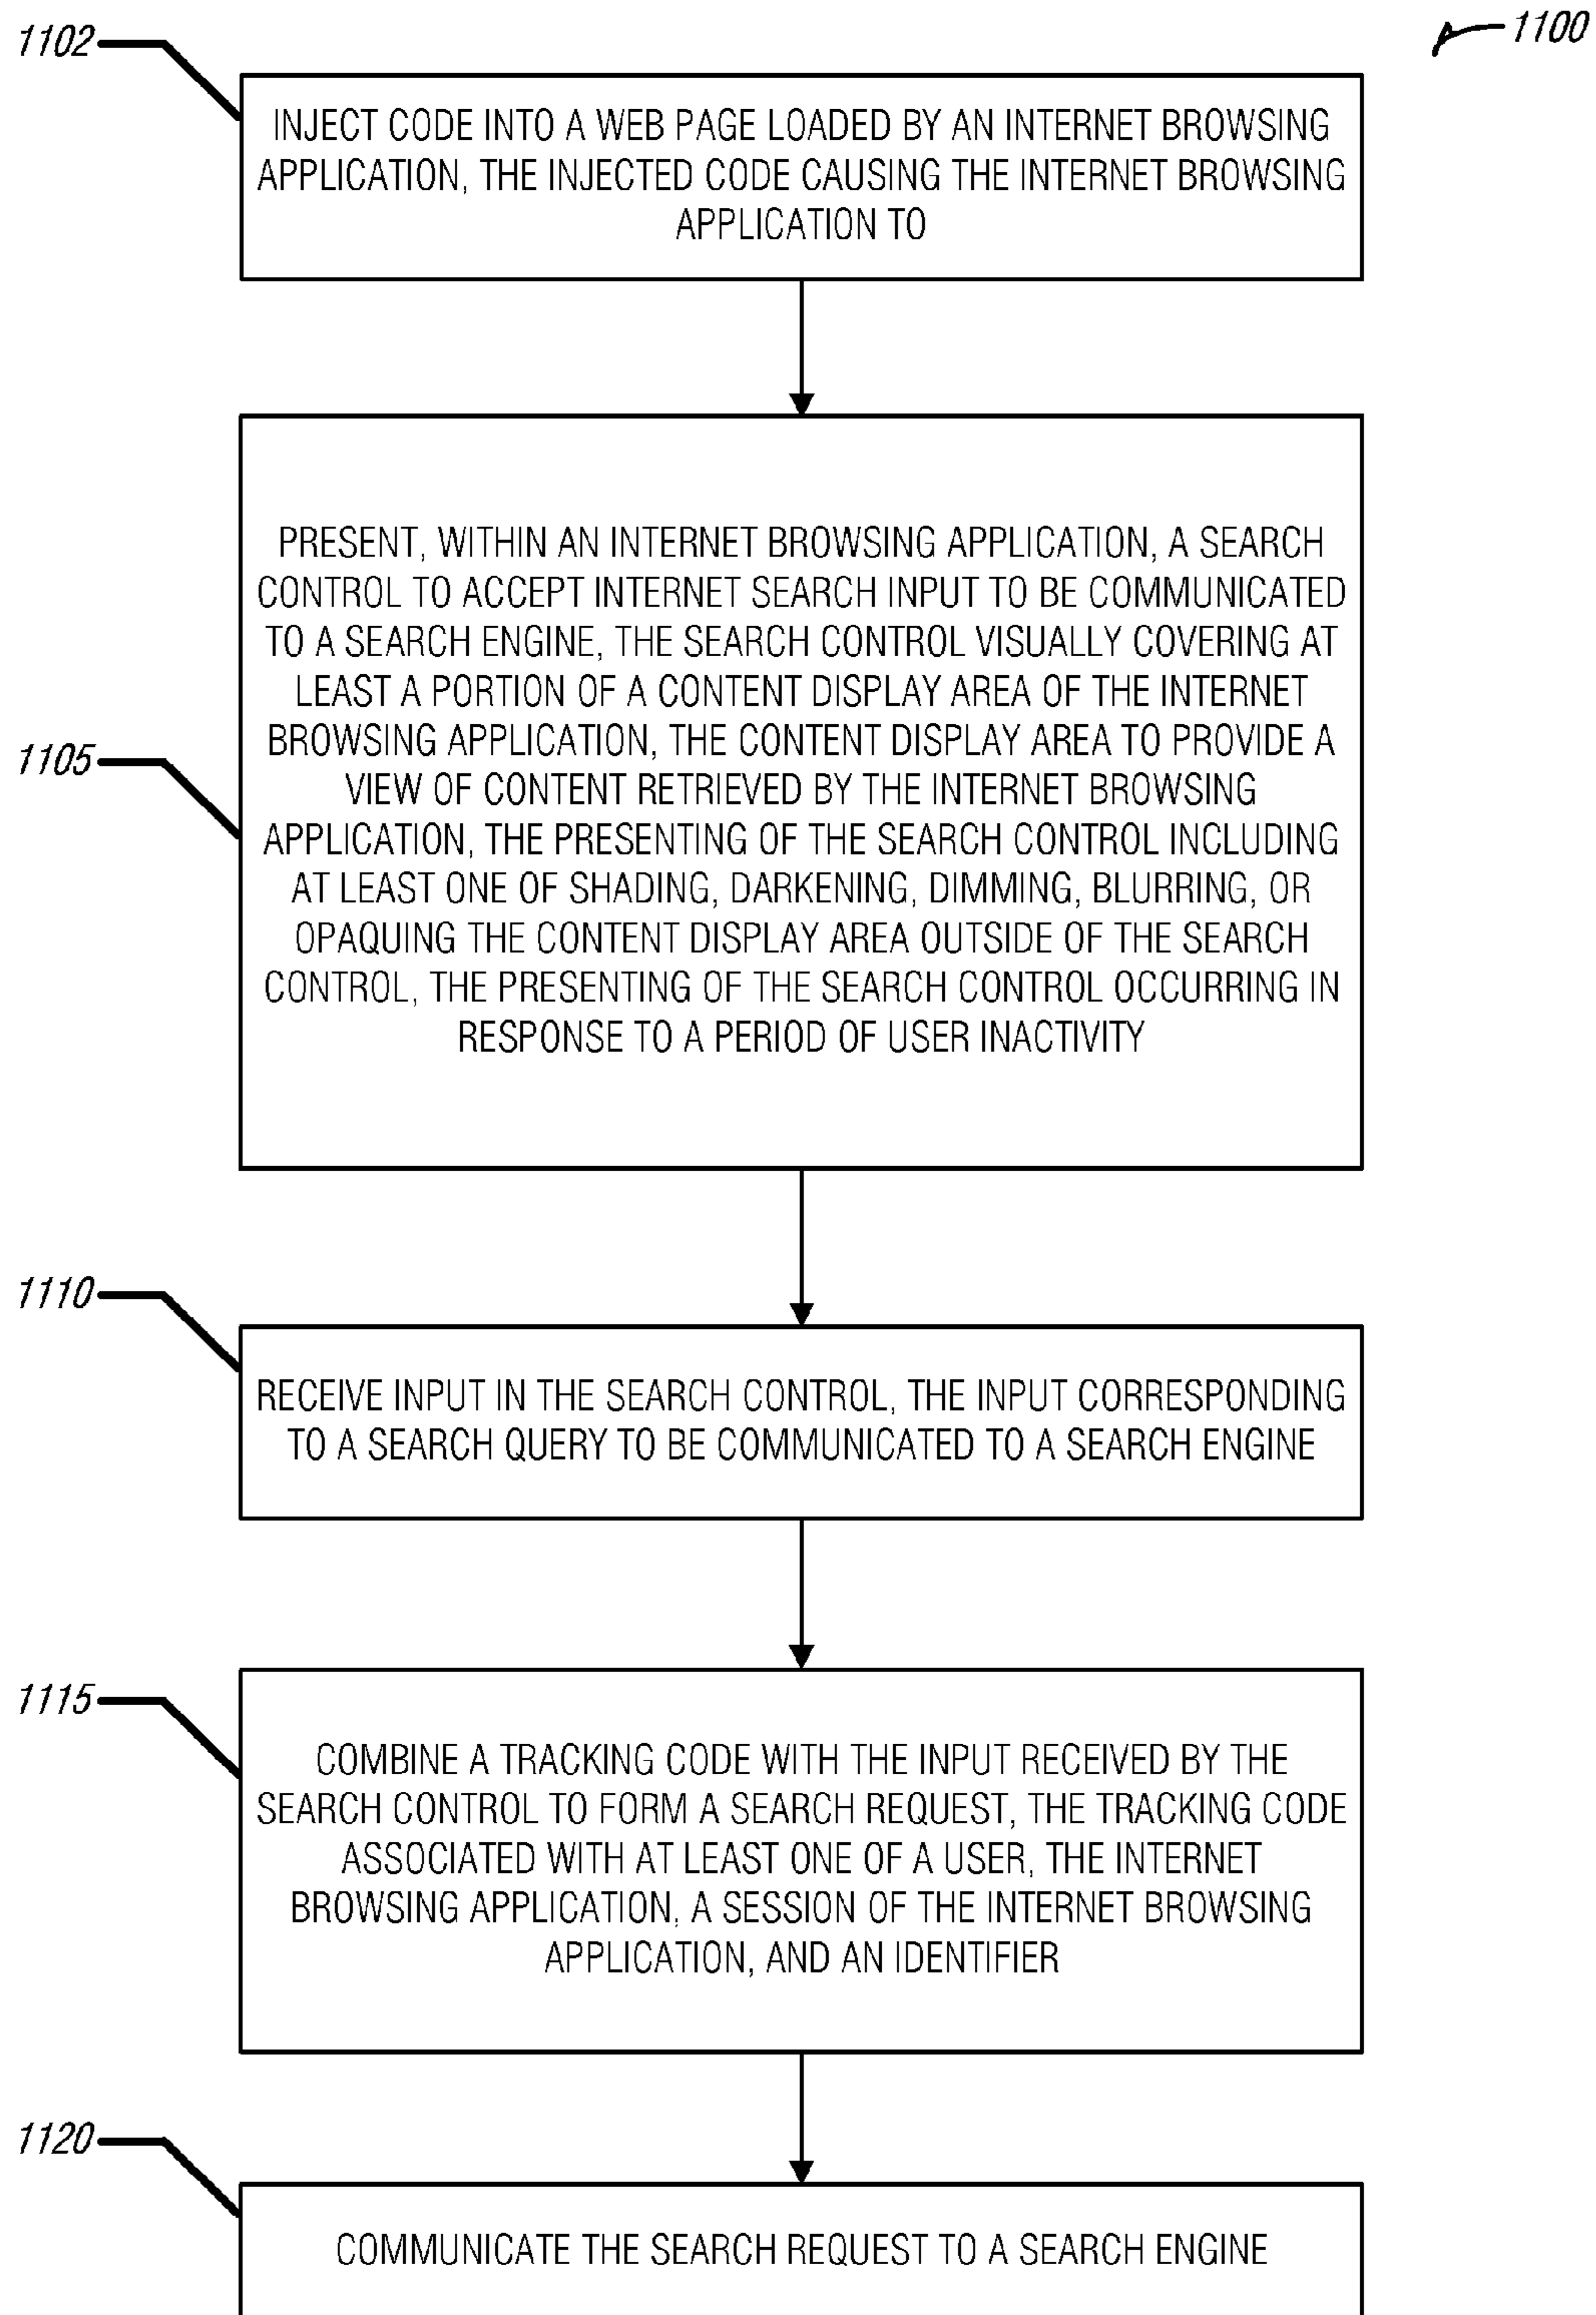 1100
1102
INJECT CODE INTO A WEB PAGE LOADED BY AN INTERNET BROWSING
APPLICATION, THE INJECTED CODE CAUSING THE INTERNET BROWSING
APPLICATION TO
1105
PRESENT, WITHIN AN INTERNET BROWSING APPLICATION, A SEARCH
CONTROL TO ACCEPT INTERNET SEARCH INPUT TO BE COMMUNICATED
TO A SEARCH ENGINE, THE SEARCH CONTROL VISUALLY COVERING AT
LEAST A PORTION OF A CONTENT DISPLAY AREA OF THE INTERNET
BROWSING APPLICATION, THE CONTENT DISPLAY AREA TO PROVIDE A
VIEW OF CONTENT RETRIEVED BY THE INTERNET BROWSING
APPLICATION, THE PRESENTING OF THE SEARCH CONTROL INCLUDING
AT LEAST ONE OF SHADING, DARKENING, DIMMING, BLURRING, OR
OPAQUING THE CONTENT DISPLAY AREA OUTSIDE OF THE SEARCH
CONTROL, THE PRESENTING OF THE SEARCH CONTROL OCCURRING IN
RESPONSE TO A PERIOD OF USER INACTIVITY
1110
RECEIVE INPUT IN THE SEARCH CONTROL, THE INPUT CORRESPONDING
TO A SEARCH QUERY TO BE COMMUNICATED TO A SEARCH ENGINE
1115
COMBINE A TRACKING CODE WITH THE INPUT RECEIVED BY THE
SEARCH CONTROL TO FORM A SEARCH REQUEST, THE TRACKING CODE
ASSOCIATED WITH AT LEAST ONE OF A USER, THE INTERNET
BROWSING APPLICATION, A SESSION OF THE INTERNET BROWSING
APPLICATION, AND AN IDENTIFIER
1120
COMMUNICATE THE SEARCH REQUEST TO A SEARCH ENGINE